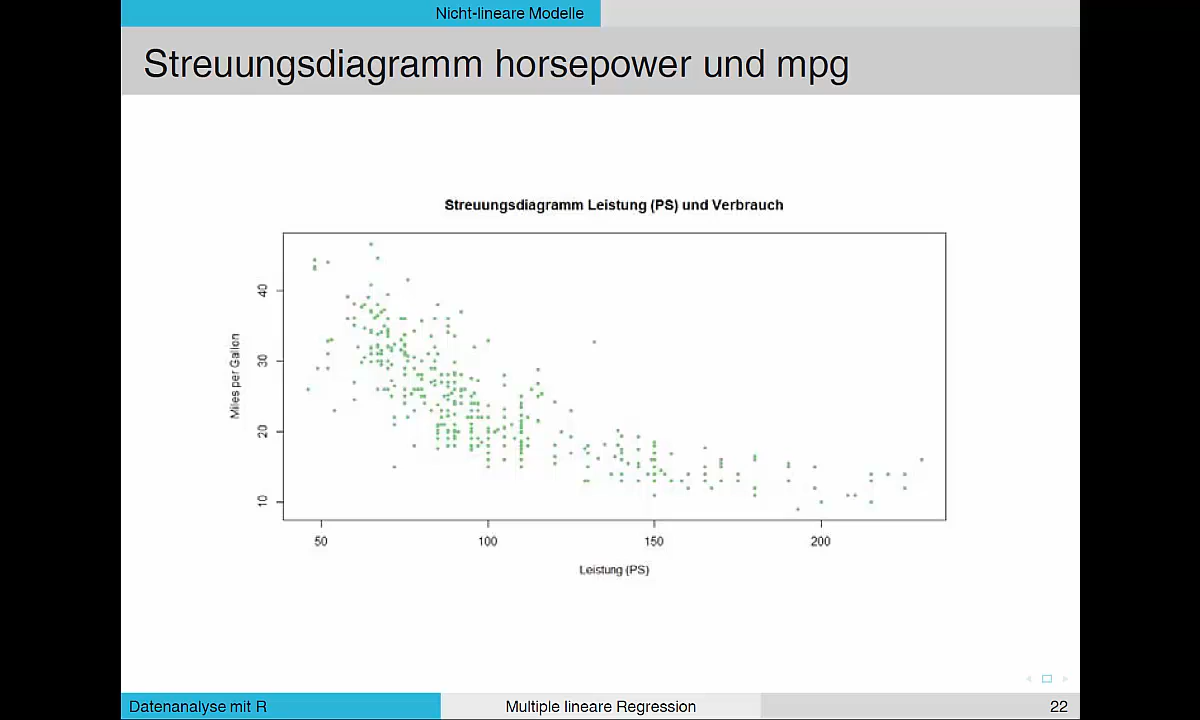 Nicht-lineare Modelle
Streuungsdiagramm horsepower und mpg
Streuungsdiagramm Leistung (PS) und Verbrauch
Miles per Gallon
40
30
20
10
50 100 150 200
Leistung (PS)
Datenanalyse mit R Multiple lineare Regression 22